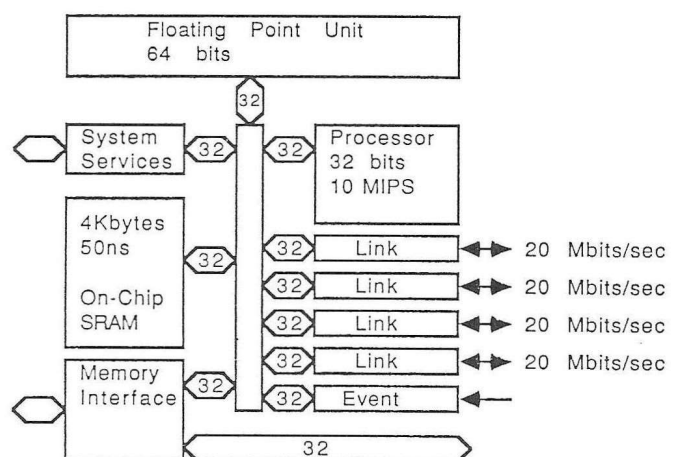 Floating Point Unit
64 bits
32
System
Services
32
32
Processor
32 bits
10 MIPS
4Kbytes
50ns
On-Chip
SRAM
32
32
Link
20 Mbits/sec
32
Link
20 Mbits/sec
32
Link
20 Mbits/sec
32
Link
20 Mbits/sec
Memory
Interface
32
32
Event
32